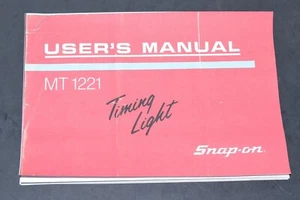 USER'S MANUAL
MT 1221
Timing
Light
Snap-on